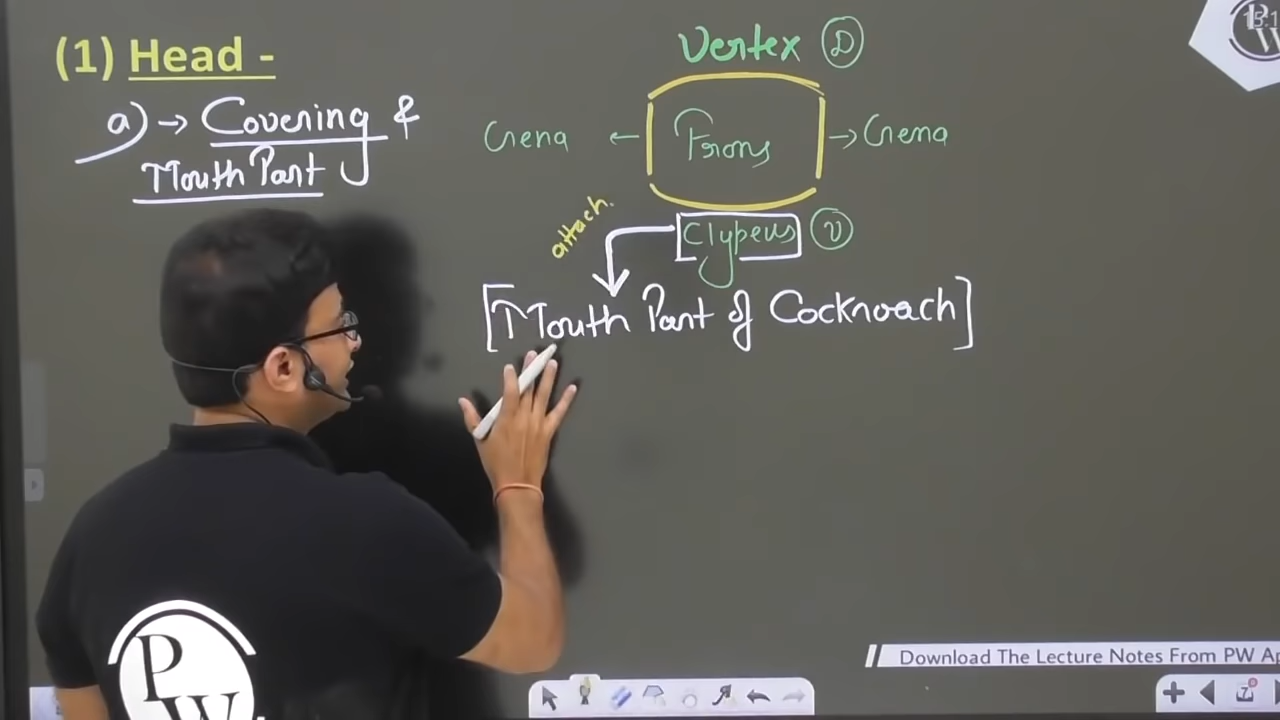 (1) Head -
a) → Covering &
Mouth Part
Vertex (D)
Gena ← Frons → Gena
attach.
Clypeus (V)
[Mouth Part of Cockroach]
PW
PW
Download The Lecture Notes From PW Ap